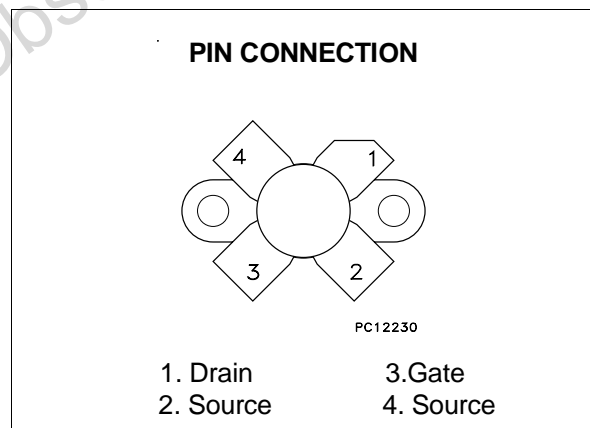 PIN CONNECTION
4
1
3
2
PC12230
1. Drain 3.Gate
2. Source 4. Source